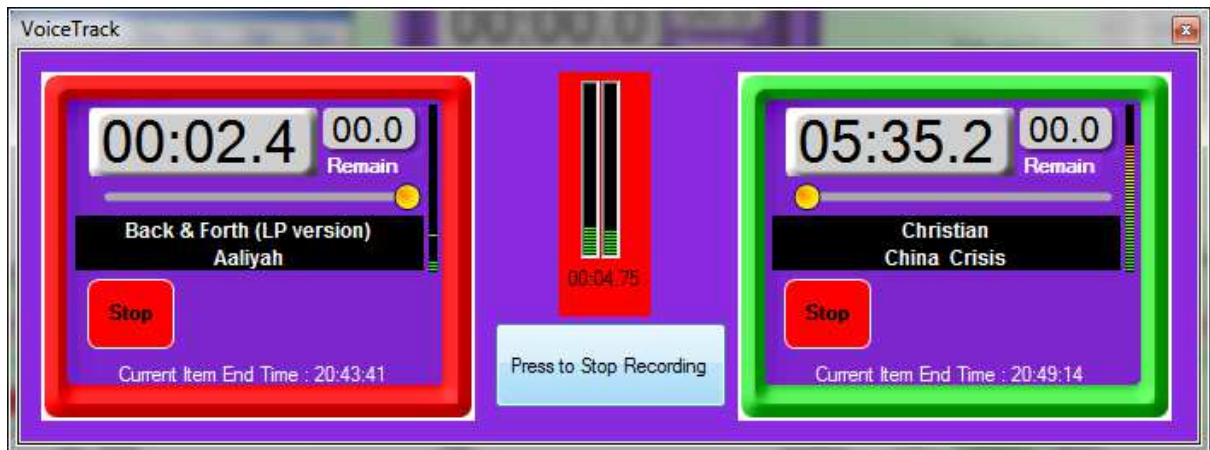 VoiceTrack
00:02.4
00.0
Remain
Back & Forth (LP version)
Aaliyah
Stop
Current Item End Time : 20:43:41
00:04.75
Press to Stop Recording
05:35.2
00.0
Remain
Christian
China Crisis
Stop
Current Item End Time : 20:49:14